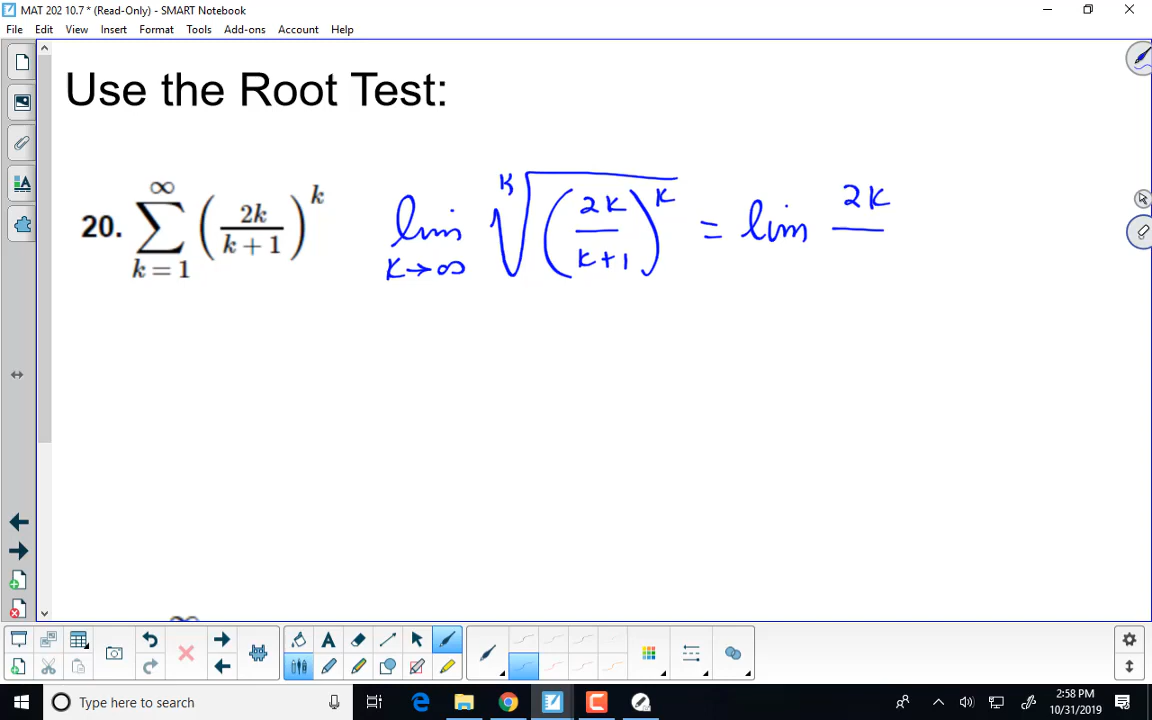 MAT 202 10.7 * (Read-Only) - SMART Notebook
File Edit View Insert Format Tools Add-ons Account Help
Use the Root Test:
20. ∑_{k=1}^{∞} (2k/(k+1))^k lim_{k→∞} ᵏ√((2k/(k+1))^k) = lim 2k/
∞
A
Type here to search
2:58 PM
10/31/2019